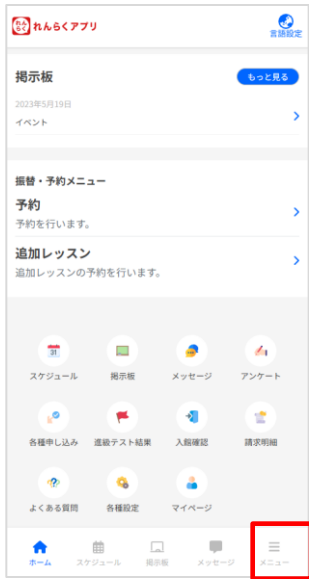 れん
らく
れんらくアプリ
言語設定
掲示板
もっと見る
2023年5月19日
イベント
振替・予約メニュー
予約
予約を行います。
追加レッスン
追加レッスンの予約を行います。
31
スケジュール 掲示板 メッセージ アンケート
各種申し込み 進級テスト結果 入館確認 請求明細
よくある質問 各種設定 マイページ
ホーム スケジュール 掲示板 メッセージ メニュー